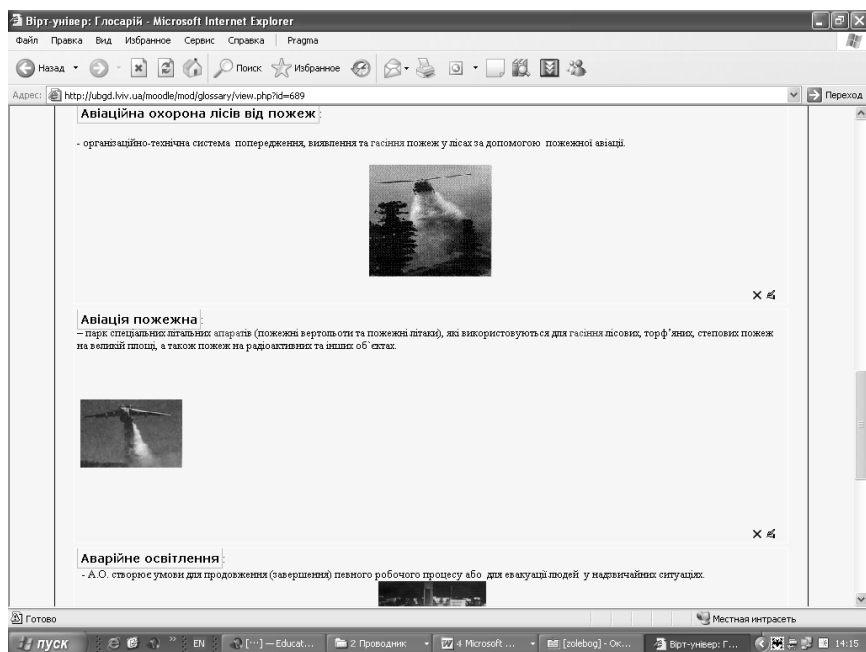 Вірт-універ: Глосарій - Microsoft Internet Explorer
Файл Правка Вид Избранное Сервис Справка Pragma
Назад Поиск Избранное
Адрес: http://ubgd.lviv.ua/moodle/mod/glossary/view.php?id=689 Переход
Авіаційна охорона лісів від пожеж:
- організаційно-технічна система попередження, виявлення та гасіння пожеж у лісах за допомогою пожежної авіації.
Авіація пожежна:
– парк спеціальних літальних апаратів (пожежні вертольоти та пожежні літаки), які використовуються для гасіння лісових, торф'яних, степових пожеж
на великій площі, а також пожеж на радіоактивних та інших об`єктах.
Аварійне освітлення:
- А.О. створює умови для продовження (завершення) певного робочого процесу або для евакуації людей у надзвичайних ситуаціях.
Готово Местная интрасеть
пуск EN [···] — Educat... 2 Проводник 4 Microsoft ... [zolebog] - Ок... Вірт-універ: Г... 14:15